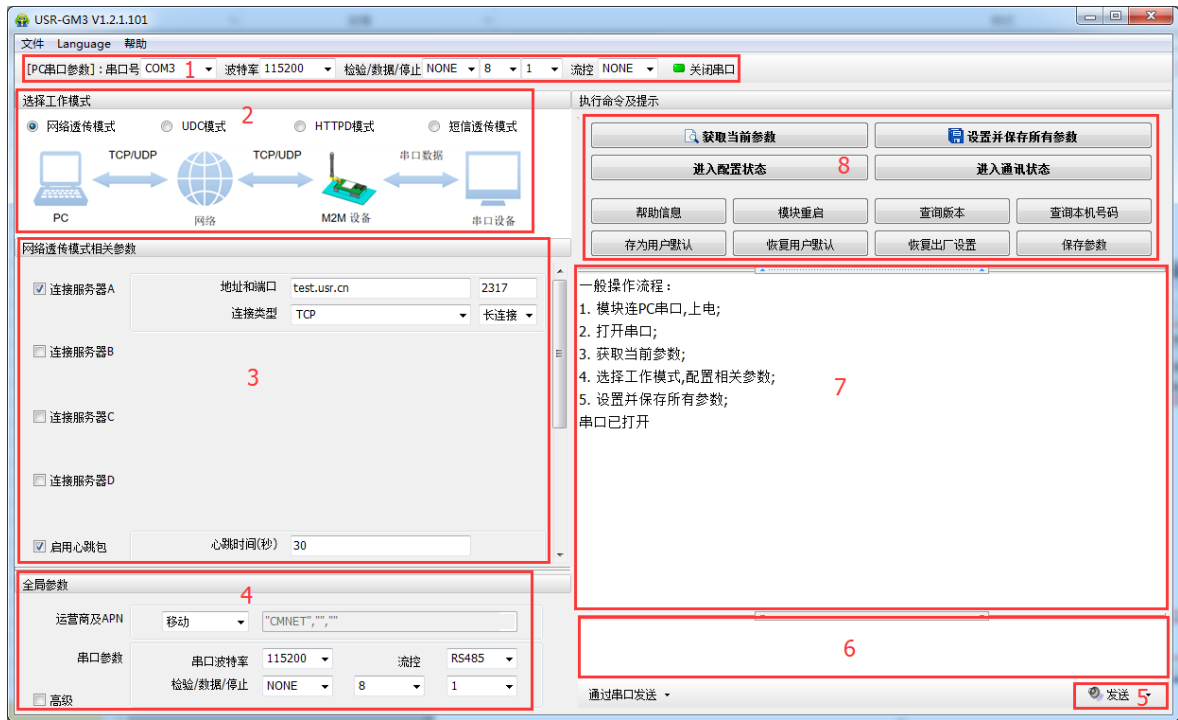 USR-GM3 V1.2.1.101
文件 Language 帮助
[PC串口参数]：串口号 COM3 1 波特率 115200 检验/数据/停止 NONE 8 1 流控 NONE 关闭串口
选择工作模式
2
网络透传模式 UDC模式 HTTPD模式 短信透传模式
TCP/UDP TCP/UDP 串口数据
PC 网络 M2M 设备 串口设备
网络透传模式相关参数
连接服务器A 地址和端口 test.usr.cn 2317
连接类型 TCP 长连接
连接服务器B
3
连接服务器C
连接服务器D
启用心跳包 心跳时间(秒) 30
全局参数
4
运营商及APN 移动 "CMNET","",""
串口参数 串口波特率 115200 流控 RS485
检验/数据/停止 NONE 8 1
高级
执行命令及提示
获取当前参数 设置并保存所有参数
进入配置状态 8 进入通讯状态
帮助信息 模块重启 查询版本 查询本机号码
存为用户默认 恢复用户默认 恢复出厂设置 保存参数
一般操作流程：
1. 模块连PC串口,上电;
2. 打开串口;
3. 获取当前参数;
4. 选择工作模式,配置相关参数;
7
5. 设置并保存所有参数;
串口已打开
6
通过串口发送 发送 5